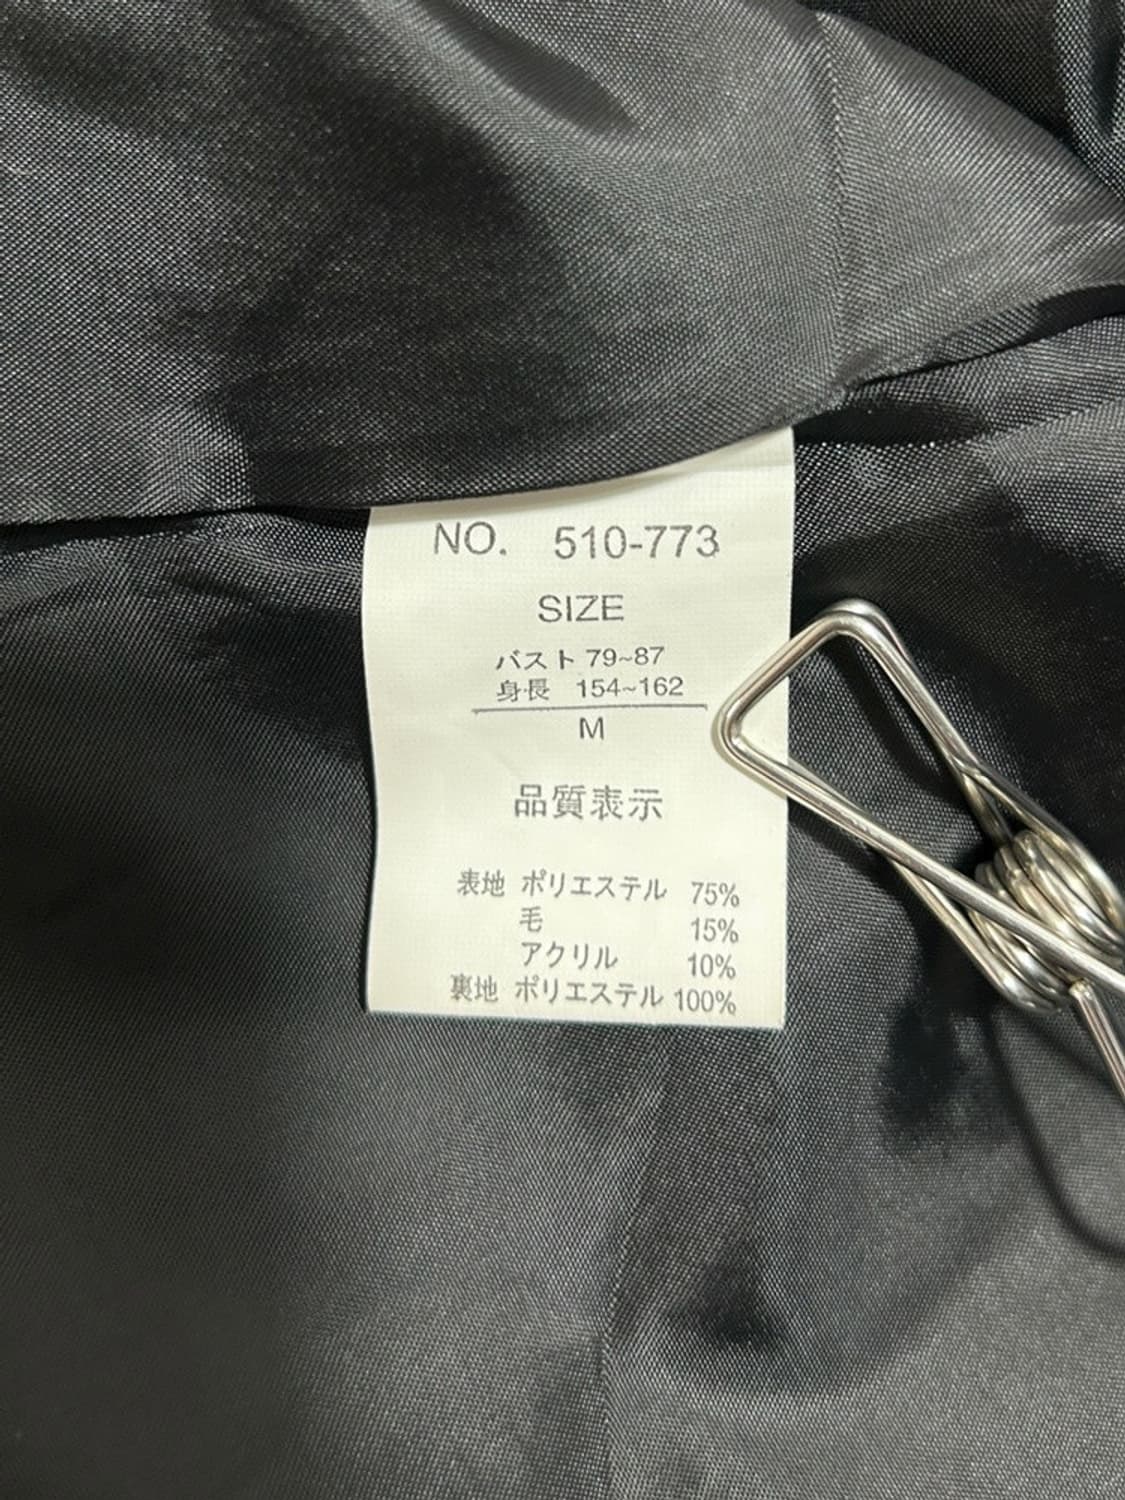 NO. 510-773
SIZE
バスト 79~87
身長 154~162
M
品質表示
表地 ポリエステル 75%
毛 15%
アクリル 10%
裏地 ポリエステル 100%